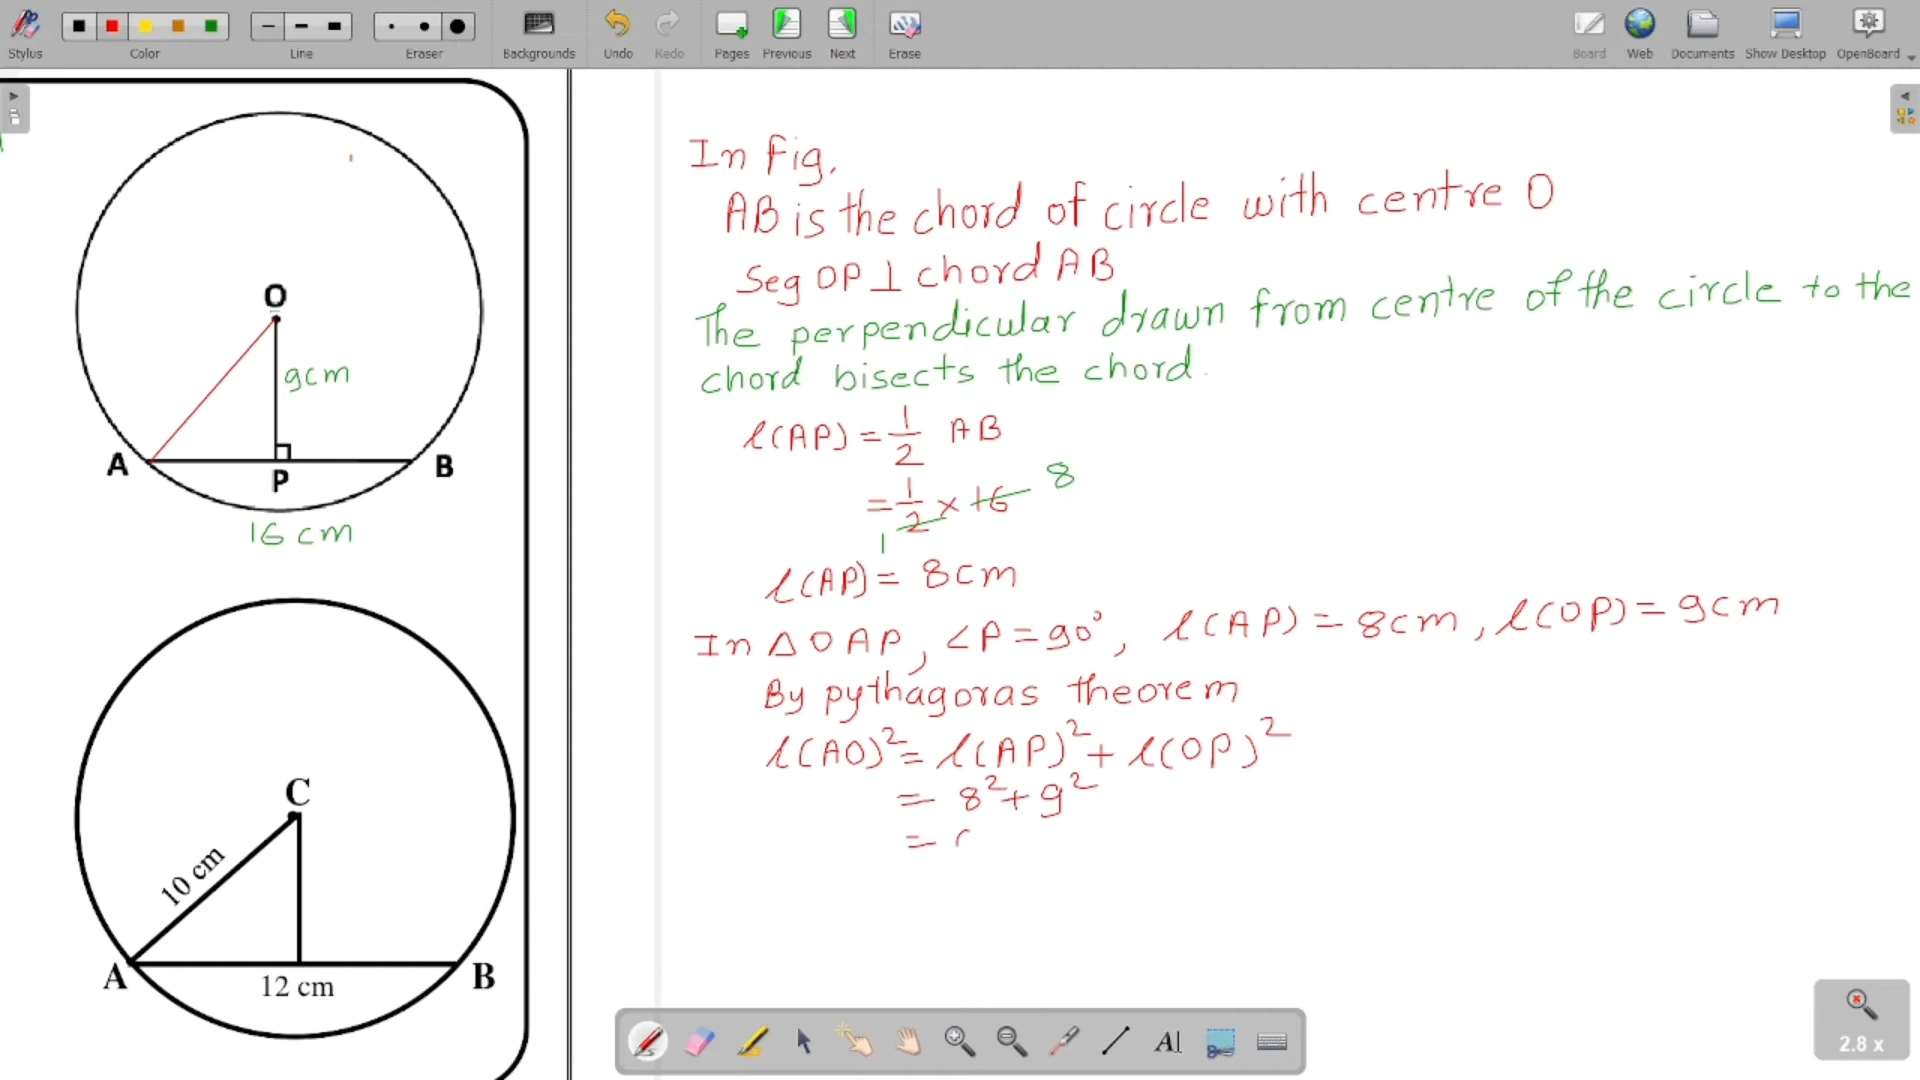 Stylus
Color
Line
Eraser
Backgrounds
Undo
Redo
Pages
Previous
Next
Erase
Board
Web
Documents
Show Desktop
OpenBoard
O
9cm
A
P
B
16 cm
C
10 cm
A
12 cm
B
In Fig,
AB is the chord of circle with centre O
Seg OP ⊥ chord AB
The perpendicular drawn from centre of the circle to the
chord bisects the chord.
l(AP) = 1/2 AB
= 1/2 × 16 8
1
l(AP) = 8cm
In △OAP, ∠P = 90°, l(AP) = 8cm, l(OP) = 9cm
By pythagoras theorem
l(AO)² = l(AP)² + l(OP)²
= 8² + 9²
=
2.8 x